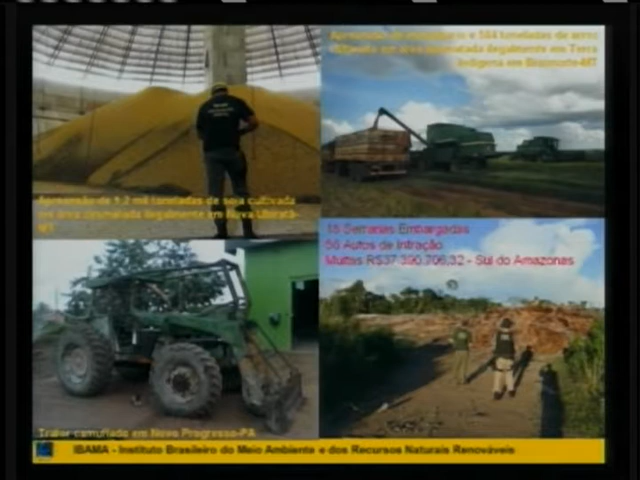 Apreensão de maquinários e 564 toneladas de arroz
cultivado em área desmatada ilegalmente em Terra
Indígena em Brasnorte-MT
Apreensão de 1,2 mil toneladas de soja cultivada
em área desmatada ilegalmente em Nova Ubiratã-
MT
18 Serrarias Embargadas
56 Autos de Infração
Multas R$37.390.706,32 - Sul do Amazonas
Trator camuflado em Novo Progresso-PA
IBAMA - Instituto Brasileiro do Meio Ambiente e dos Recursos Naturais Renováveis